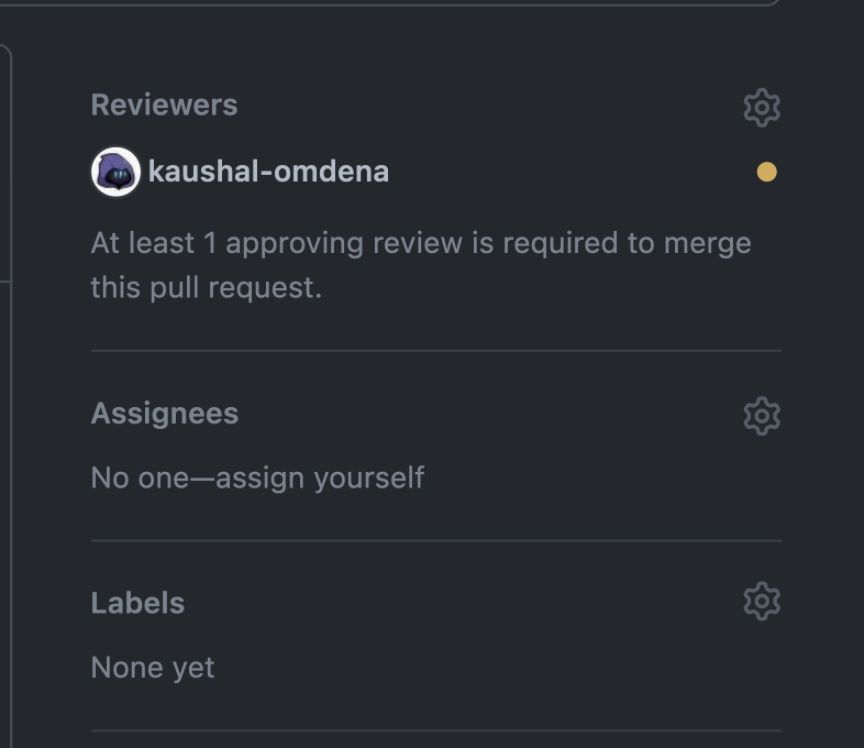 Reviewers
kaushal-omdena
At least 1 approving review is required to merge
this pull request.
Assignees
No one—assign yourself
Labels
None yet